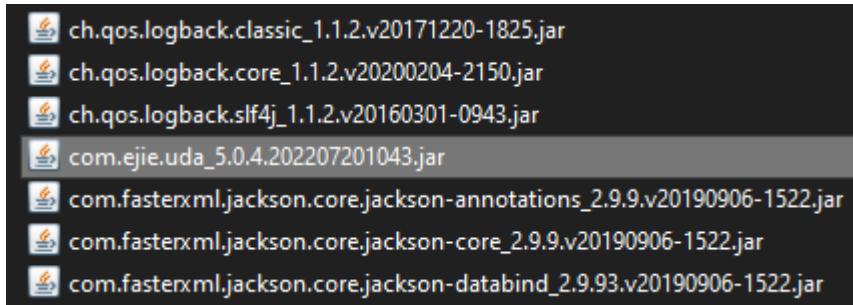 ch.qos.logback.classic_1.1.2.v20171220-1825.jar
ch.qos.logback.core_1.1.2.v20200204-2150.jar
ch.qos.logback.slf4j_1.1.2.v20160301-0943.jar
com.ejie.uda_5.0.4.202207201043.jar
com.fasterxml.jackson.core.jackson-annotations_2.9.9.v20190906-1522.jar
com.fasterxml.jackson.core.jackson-core_2.9.9.v20190906-1522.jar
com.fasterxml.jackson.core.jackson-databind_2.9.93.v20190906-1522.jar